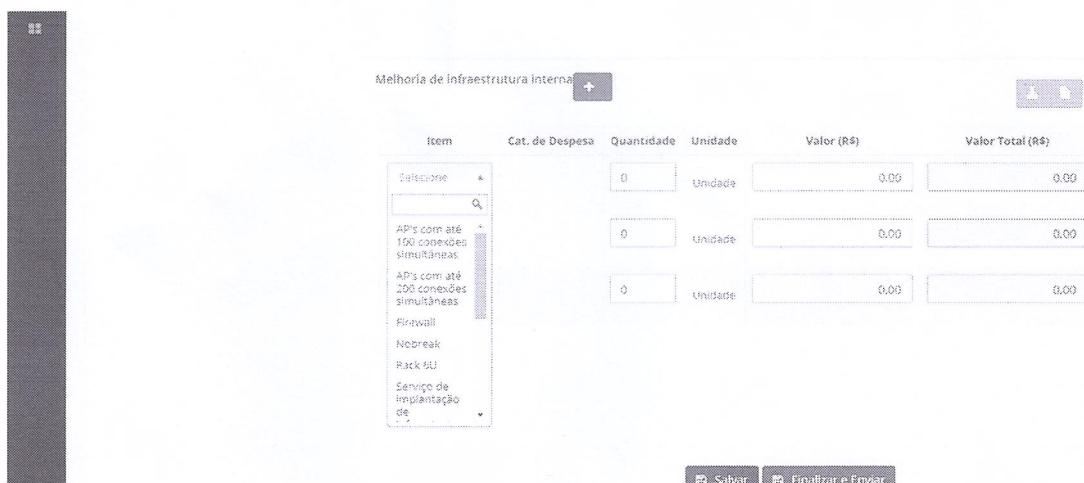 Melhoria de infraestrutura interna
Item Cat. de Despesa Quantidade Unidade Valor (R$) Valor Total (R$)
Selecione
0 Unidade 0.00 0.00
AP's com até
100 conexões
simultâneas
0 Unidade 0.00 0.00
AP's com até
200 conexões
simultâneas
0 Unidade 0.00 0.00
Firewall
Nobreak
Rack 6U
Serviço de
implantação
de
Salvar Finalizar e Enviar